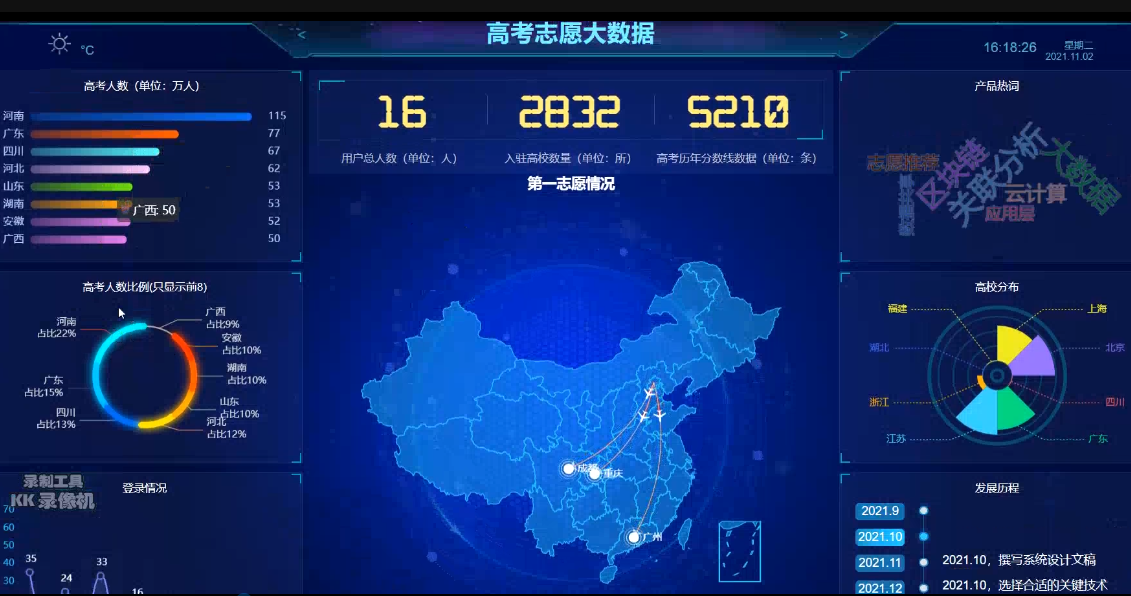 高考志愿大数据
°C
16:18:26
星期二
2021.11.02
高考人数（单位：万人）
河南 115
广东 77
四川 67
河北 62
山东 53
湖南 53
安徽 52
广西 50
广西: 50
16
2832
5210
用户总人数（单位：人）
入驻高校数量（单位：所）
高考历年分数线数据（单位：条）
第一志愿情况
成都
重庆
广州
产品热词
志愿推荐
区块链
关联分析
大数据
云计算
应用层
高考人数比例(只显示前8)
广西
占比9%
安徽
占比10%
湖南
占比10%
山东
占比10%
河北
占比12%
四川
占比13%
广东
占比15%
河南
占比22%
高校分布
福建
上海
湖北
北京
浙江
四川
江苏
广东
录制工具
KK 录像机
登录情况
70
60
50
40
30
35
24
33
16
发展历程
2021.9
2021.10
2021.11
2021.12
2021.10，撰写系统设计文稿
2021.10，选择合适的关键技术